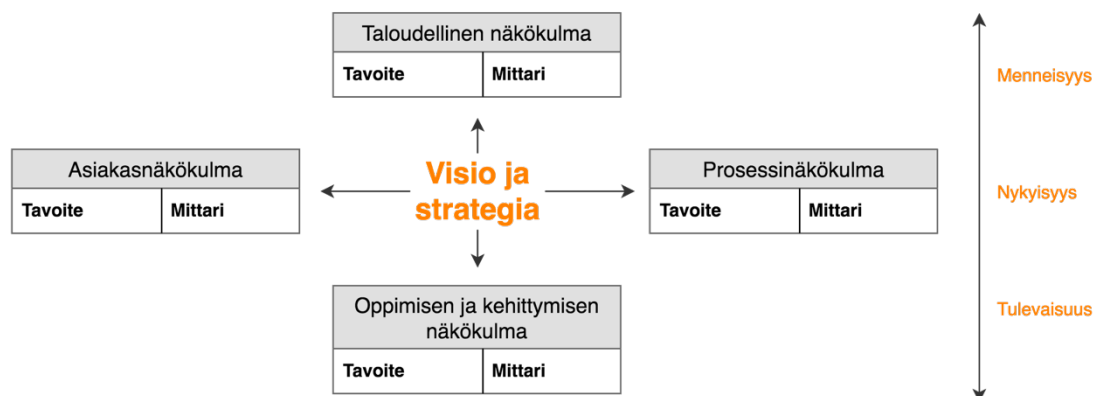 Taloudellinen näkökulma
Tavoite Mittari
Menneisyys
Asiakasnäkökulma
Tavoite Mittari
Visio ja
strategia
Prosessinäkökulma
Tavoite Mittari
Nykyisyys
Oppimisen ja kehittymisen
näkökulma
Tavoite Mittari
Tulevaisuus